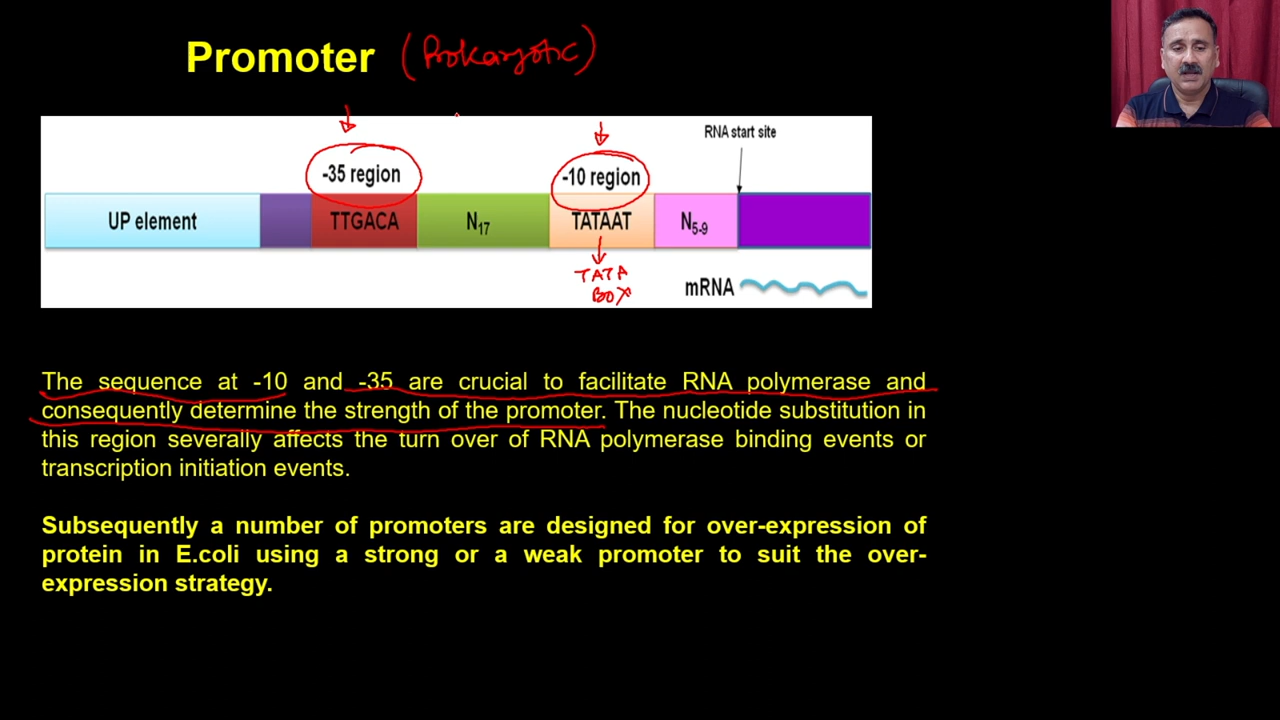 Promoter (Prokaryotic)
RNA start site
-35 region
-10 region
UP element
TTGACA
N17
TATAAT
N5-9
TATA
BOX
mRNA
The sequence at -10 and -35 are crucial to facilitate RNA polymerase and
consequently determine the strength of the promoter. The nucleotide substitution in
this region severally affects the turn over of RNA polymerase binding events or
transcription initiation events.
Subsequently a number of promoters are designed for over-expression of
protein in E.coli using a strong or a weak promoter to suit the over-
expression strategy.